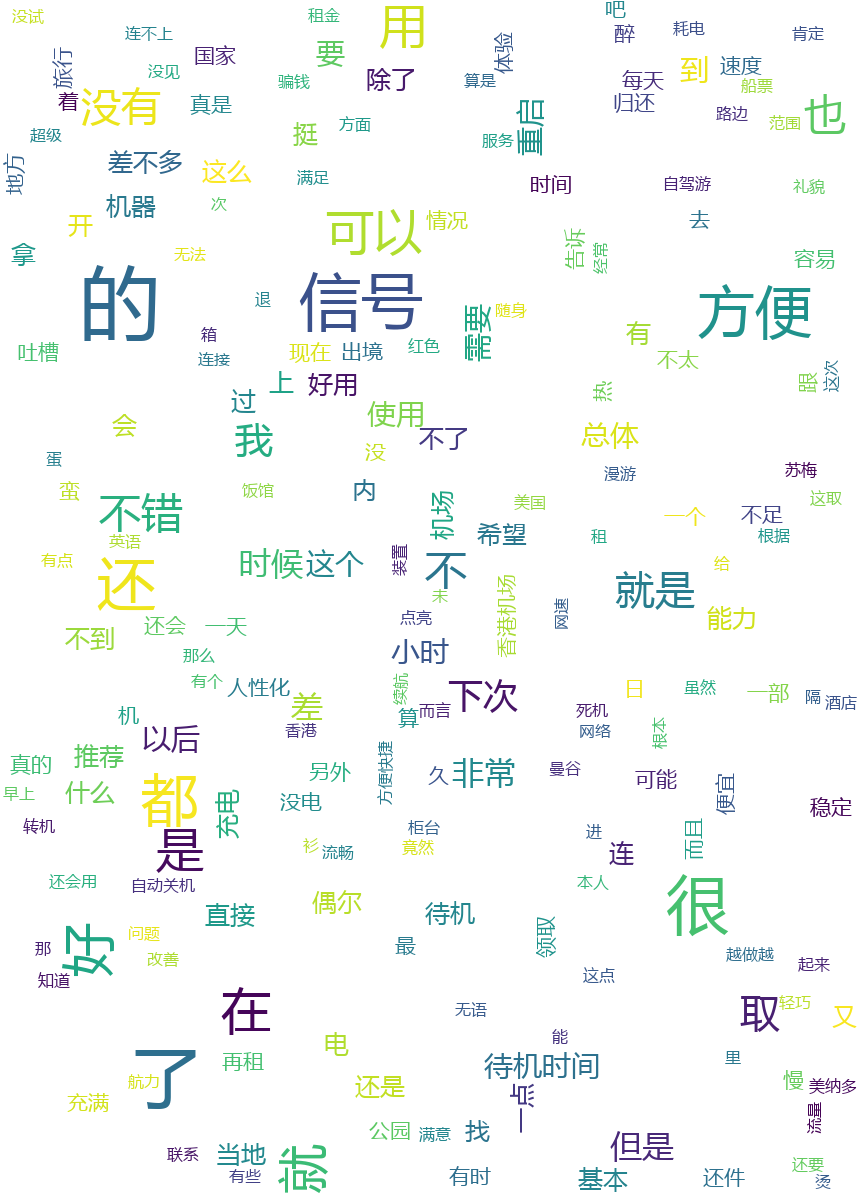 没试
租金
用
吧
连不上
醉
耗电
肯定
旅行
国家
要
体验
没见
除了
骗钱
算是
到
速度
没有
着
真是
每天
归还
船票
超级
挺
方面
服务
重启
路边
范围
也
差不多
地方
这么
满足
时间
自驾游
礼貌
机器
次
开
可以
情况
去
拿
无法
告诉
经常
容易
的
退
信号
随身
方便
箱
需要
有
吐槽
连接
现在
出境
红色
不太
上
好用
热
跟
这次
过
会
使用
我
没
不了
总体
蛋
漫游
苏梅
蛮
饭馆
内
机场
美国
这取
不错
一个
不足
英语
希望
租
根据
有点
时候
这个
装置
不
给
还
末
就是
香港机场
点亮
网速
能力
还会
一天
不到
小时
那么
有个
人性化
续航
下次
日
虽然
一部
隔
酒店
差
机
算
而言
死机
香港
网络
以后
根本
真的
推荐
另外
方便快捷
久
非常
曼谷
可能
早上
什么
都
没电
便宜
稳定
转机
充电
柜台
进
是
衫
流畅
竟然
连
而且
还会用
自动关机
偶尔
本人
很
直接
待机
问题
好
那
最
领取
改善
越做越
起来
知道
这点
在
无语
取
轻巧
又
能
电
了
再租
待机时间
里
航力
还是
慢
美纳多
充满
一点
流量
公园
满意
找
联系
当地
就
但是
有些
有时
基本
还件
还要
烫